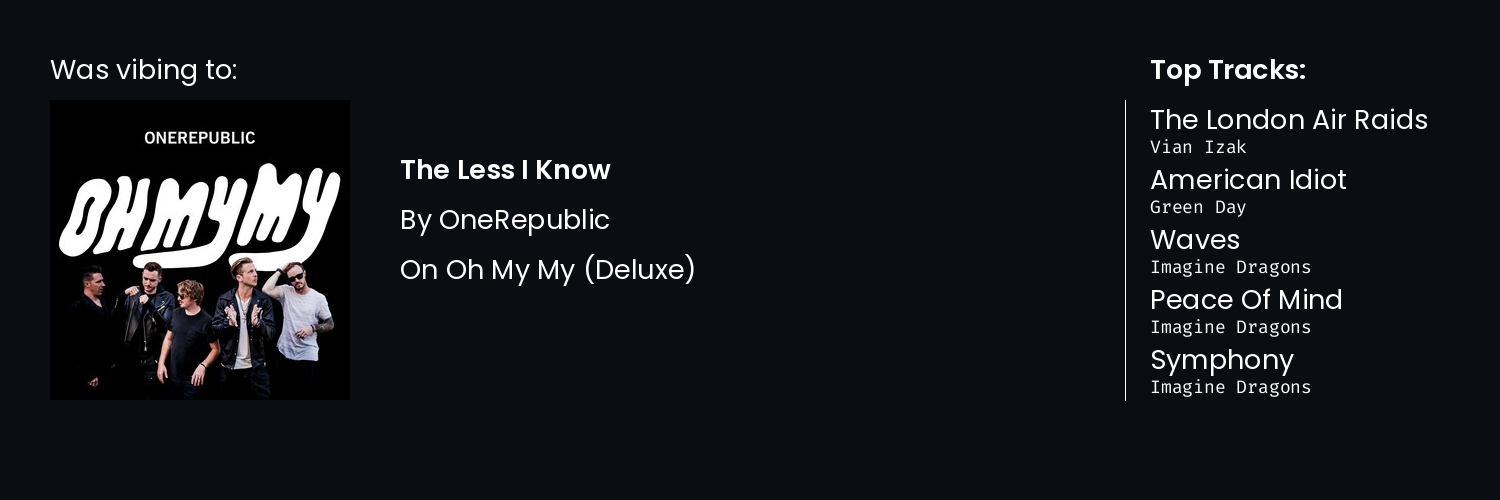 Was vibing to:
ONEREPUBLIC
OH MY MY
The Less I Know
By OneRepublic
On Oh My My (Deluxe)
Top Tracks:
The London Air Raids
Vian Izak
American Idiot
Green Day
Waves
Imagine Dragons
Peace Of Mind
Imagine Dragons
Symphony
Imagine Dragons